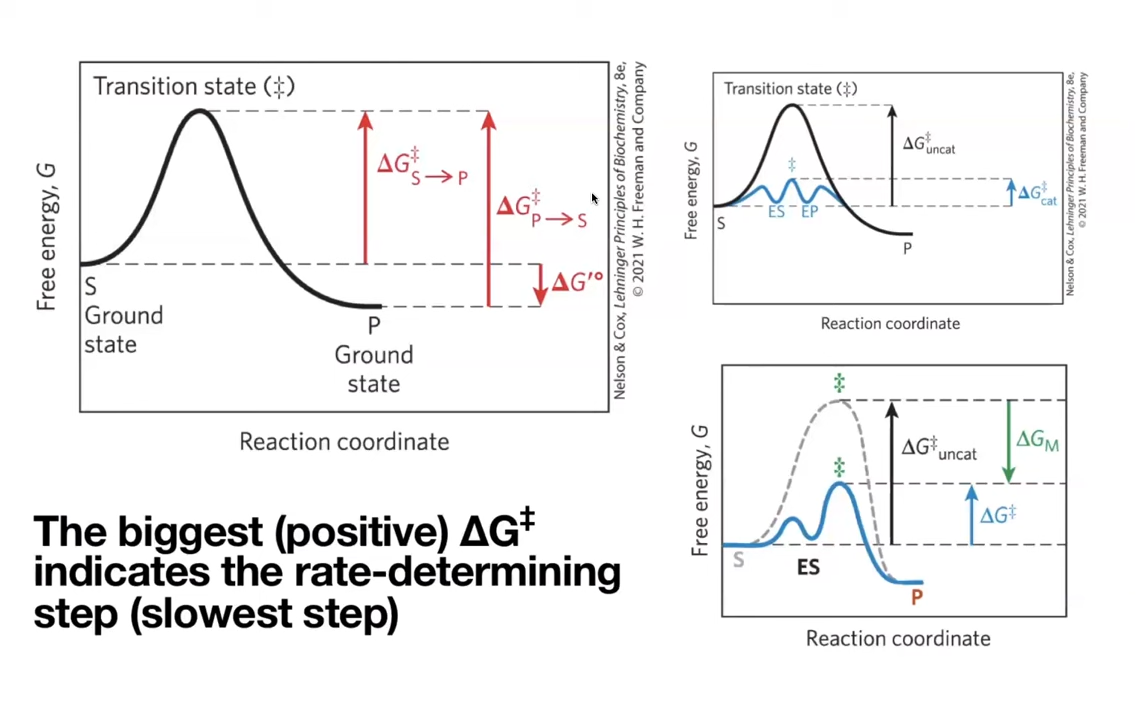 Transition state (‡)
Free energy, G
ΔG‡S→P
ΔG‡P→S
ΔG′°
S
Ground
state
P
Ground
state
Reaction coordinate
Nelson & Cox, Lehninger Principles of Biochemistry, 8e,
© 2021 W. H. Freeman and Company
The biggest (positive) ΔG‡
indicates the rate-determining
step (slowest step)
Transition state (‡)
Free energy, G
ΔG‡uncat
‡
ΔG‡cat
S
ES
EP
P
Reaction coordinate
Nelson & Cox, Lehninger Principles of Biochemistry, 8e,
© 2021 W. H. Freeman and Company
Free energy, G
‡
ΔG‡uncat
ΔGM
‡
ΔG‡
S
ES
P
Reaction coordinate